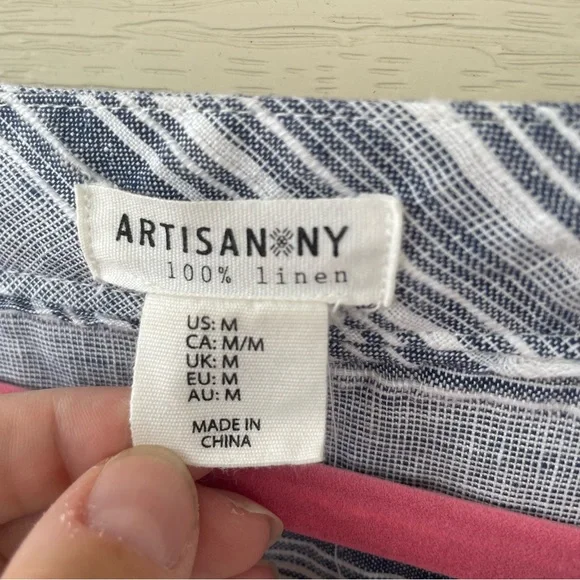 ARTISAN NY
100% linen
US: M
CA: M/M
UK: M
EU: M
AU: M
MADE IN
CHINA